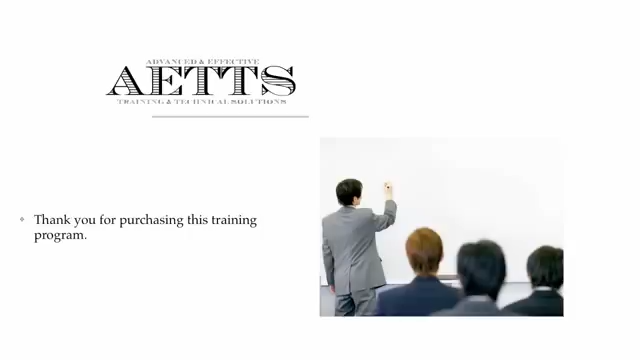 ADVANCED & EFFECTIVE
AETTS
TRAINING & TECHNICAL SOLUTIONS
Thank you for purchasing this training
program.